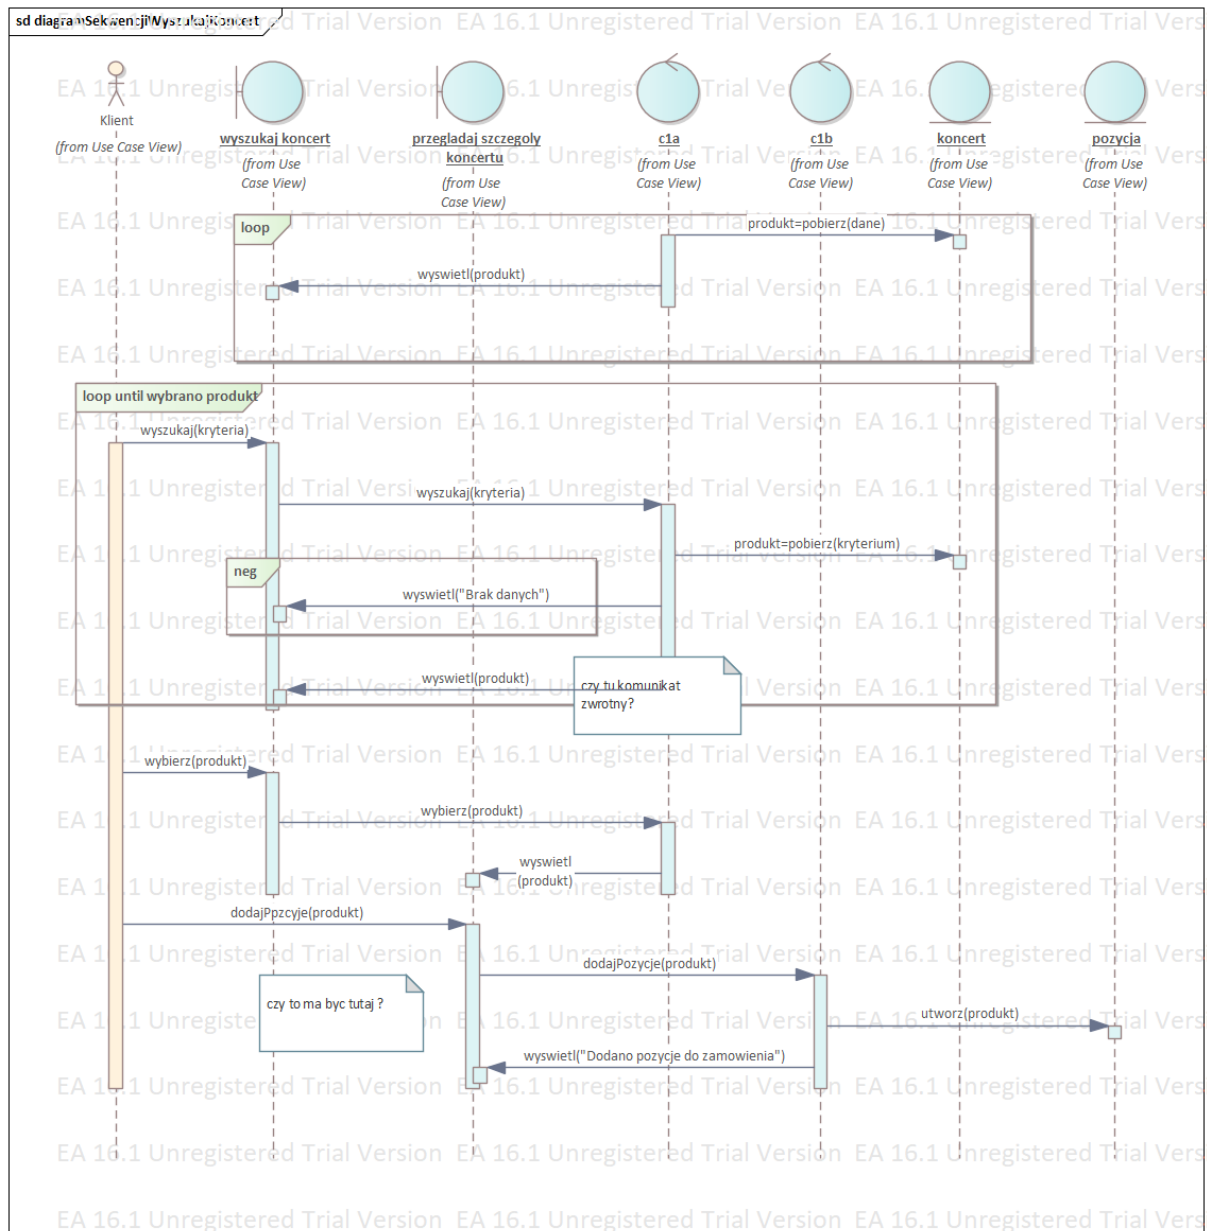 sd diagramSekwencjiWyszukajKoncert
Klient
(from Use Case View)
wyszukaj koncert
(from Use
Case View)
przegladaj szczegoly
koncertu
(from Use
Case View)
c1a
(from Use
Case View)
c1b
(from Use
Case View)
koncert
(from Use
Case View)
pozycja
(from Use
Case View)
loop
produkt=pobierz(dane)
wyswietl(produkt)
loop until wybrano produkt
wyszukaj(kryteria)
wyszukaj(kryteria)
produkt=pobierz(kryterium)
neg
wyswietl("Brak danych")
wyswietl(produkt)
czy tu komunikat
zwrotny?
wybierz(produkt)
wybierz(produkt)
wyswietl
(produkt)
dodajPpzcyje(produkt)
dodajPozycje(produkt)
czy to ma byc tutaj ?
utworz(produkt)
wyswietl("Dodano pozycje do zamowienia")
EA 16.1 Unregistered Trial Version